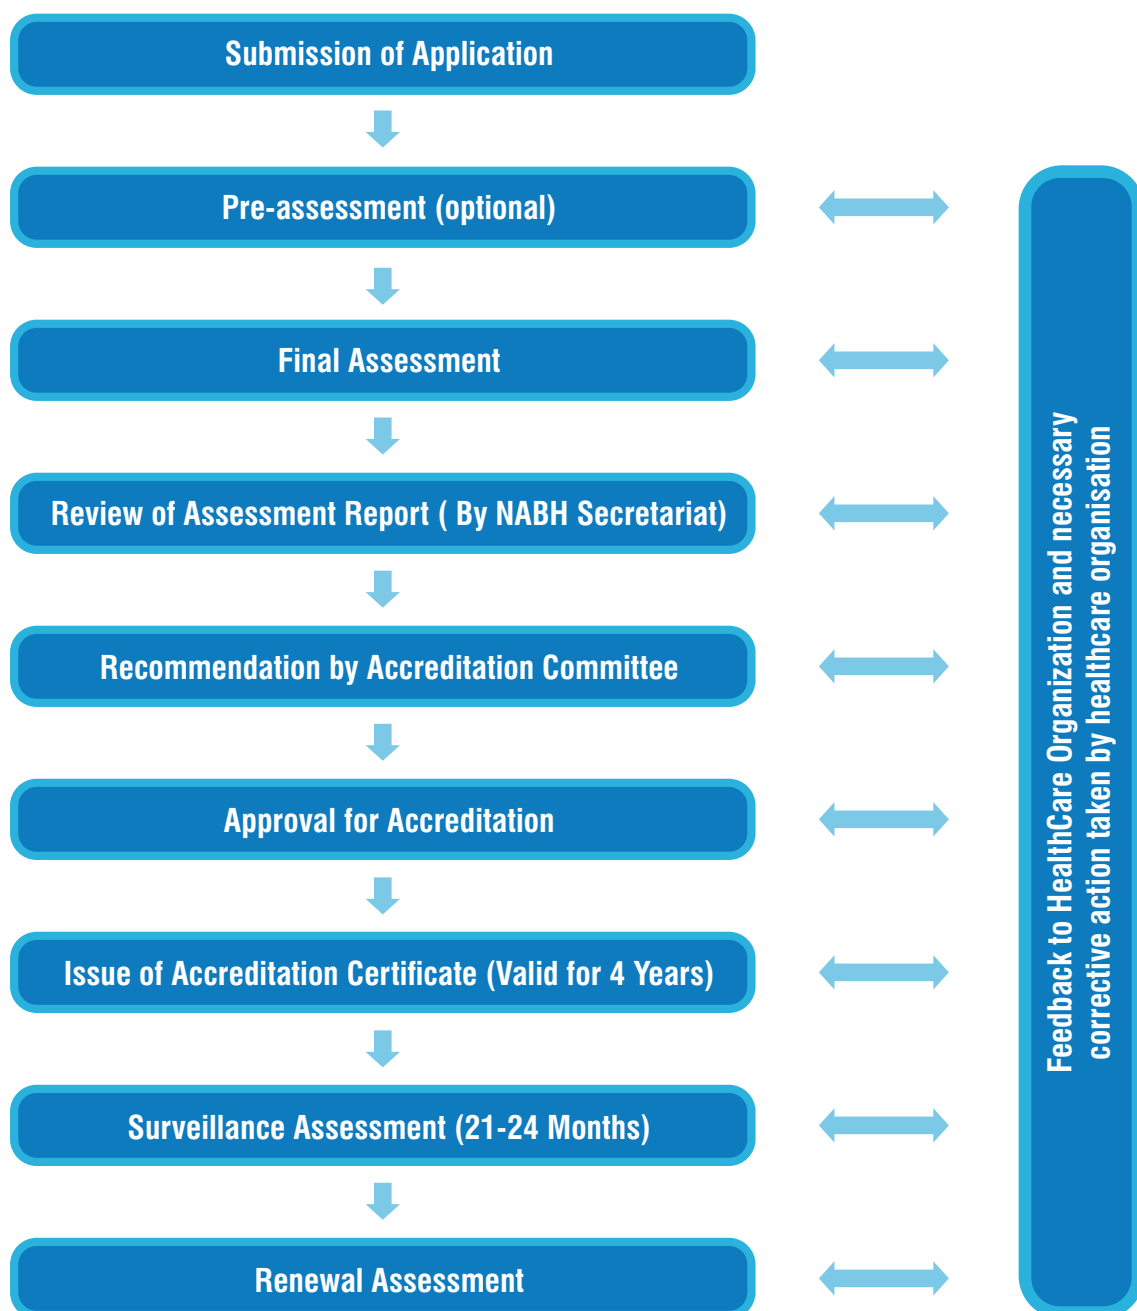 Submission of Application
Pre-assessment (optional)
Final Assessment
Review of Assessment Report ( By NABH Secretariat)
Recommendation by Accreditation Committee
Approval for Accreditation
Issue of Accreditation Certificate (Valid for 4 Years)
Surveillance Assessment (21-24 Months)
Renewal Assessment
Feedback to HealthCare Organization and necessary
corrective action taken by healthcare organisation